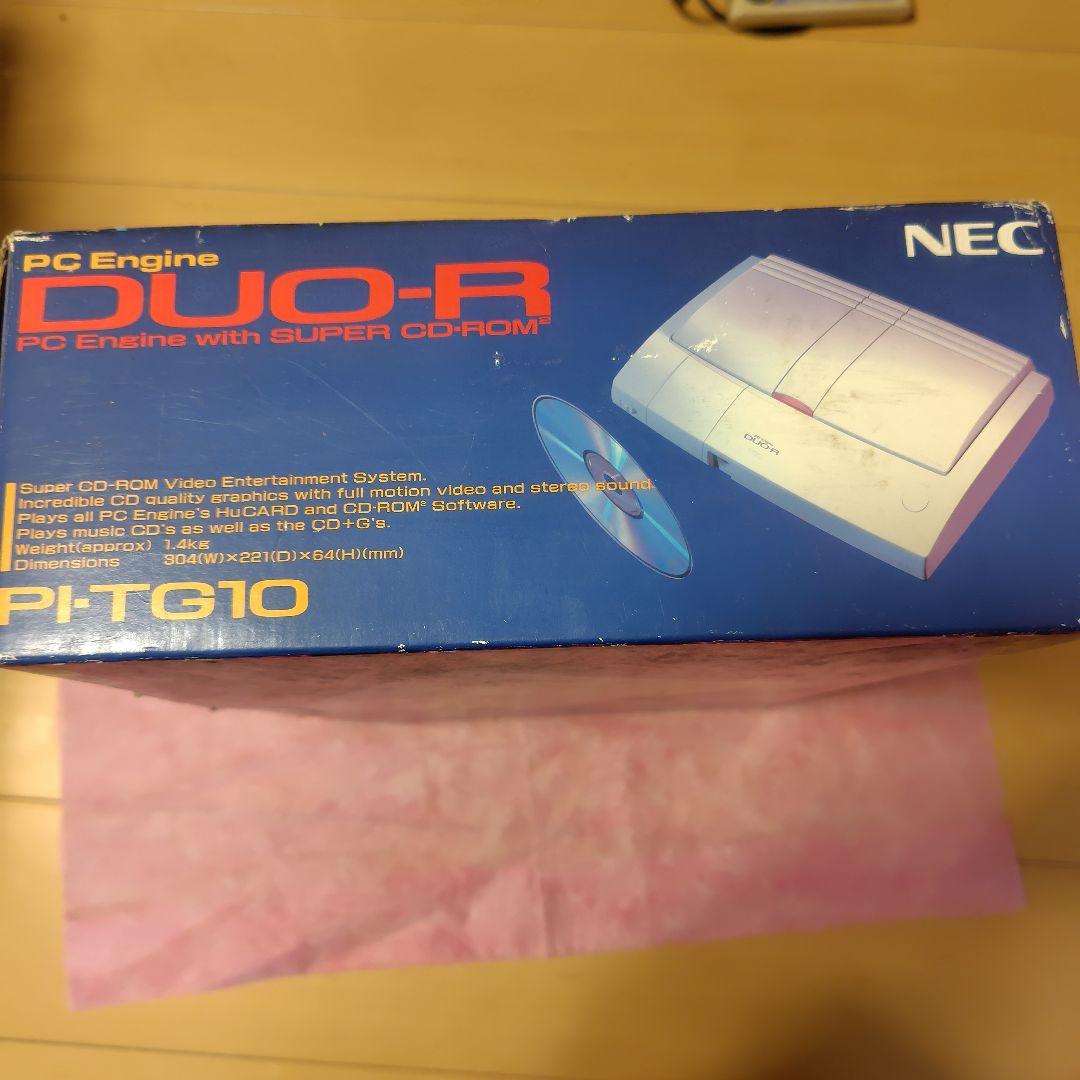 NEC
PC Engine
DUO-R
PC Engine with SUPER CD-ROM²
DUO-R
Super CD-ROM Video Entertainment System.
Incredible CD quality graphics with full motion video and stereo sound.
Plays all PC Engine's HuCARD and CD-ROM² Software.
Plays music CD's as well as the CD+G's.
Weight(approx) 1.4kg
Dimensions 304(W)×221(D)×64(H)(mm)
PI-TG10